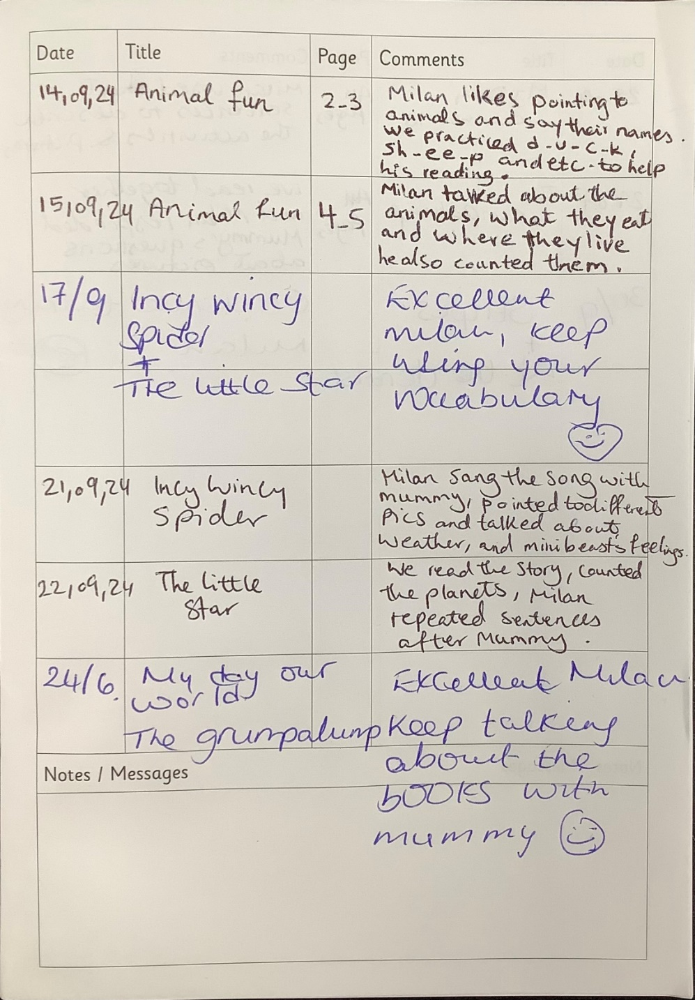 Date Title Page Comments
14,09,24 Animal fun 2-3 Milan likes pointing to
animals and say their names.
we practiced d-u-c-k,
sh-ee-p and etc. to help
his reading.
15,09,24 Animal fun 4-5 Milan talked about the
animals, what they eat
and where they live
he also counted them.
17/9 Incy wincy
Spider
+
The little star
Excellent
milan, keep
using your
vocabulary
21,09,24 Incy Wincy
Spider
Milan sang the song with
mummy, pointed to different
pics and talked about
weather, and minibeasts feelings.
22,09,24 The little
star
We read the story, counted
the planets, Milan
repeated sentences
after Mummy.
24/6. My day our
world
The grumpalump
Excellent Milan
Keep talking
about the
books with
mummy
Notes / Messages